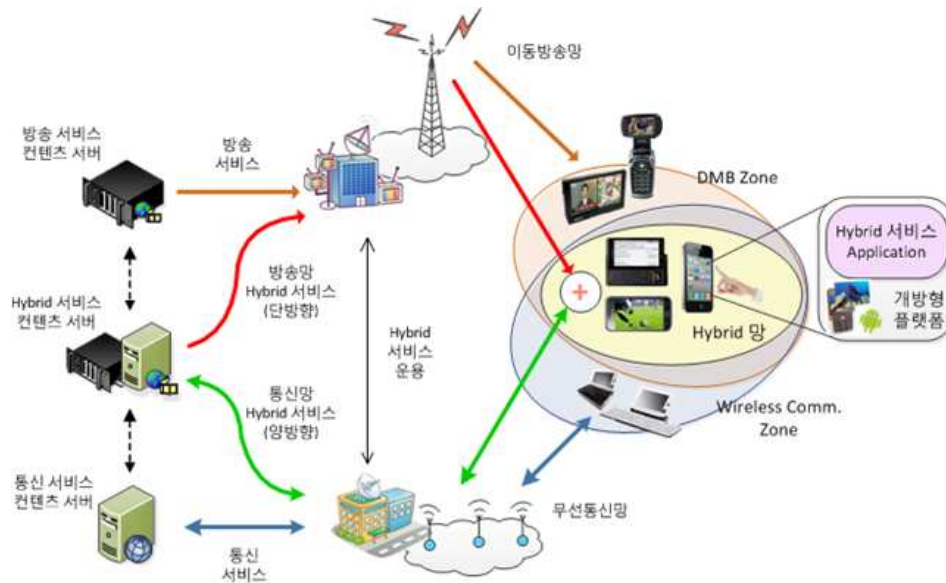 이동방송망
방송 서비스
컨텐츠 서버
방송
서비스
DMB Zone
Hybrid 서비스
Application
개방형
플랫폼
방송망
Hybrid 서비스
(단방향)
Hybrid 서비스
컨텐츠 서버
Hybrid
서비스
운용
+
Hybrid 망
통신망
Hybrid 서비스
(양방향)
Wireless Comm.
Zone
통신 서비스
컨텐츠 서버
무선통신망
통신
서비스